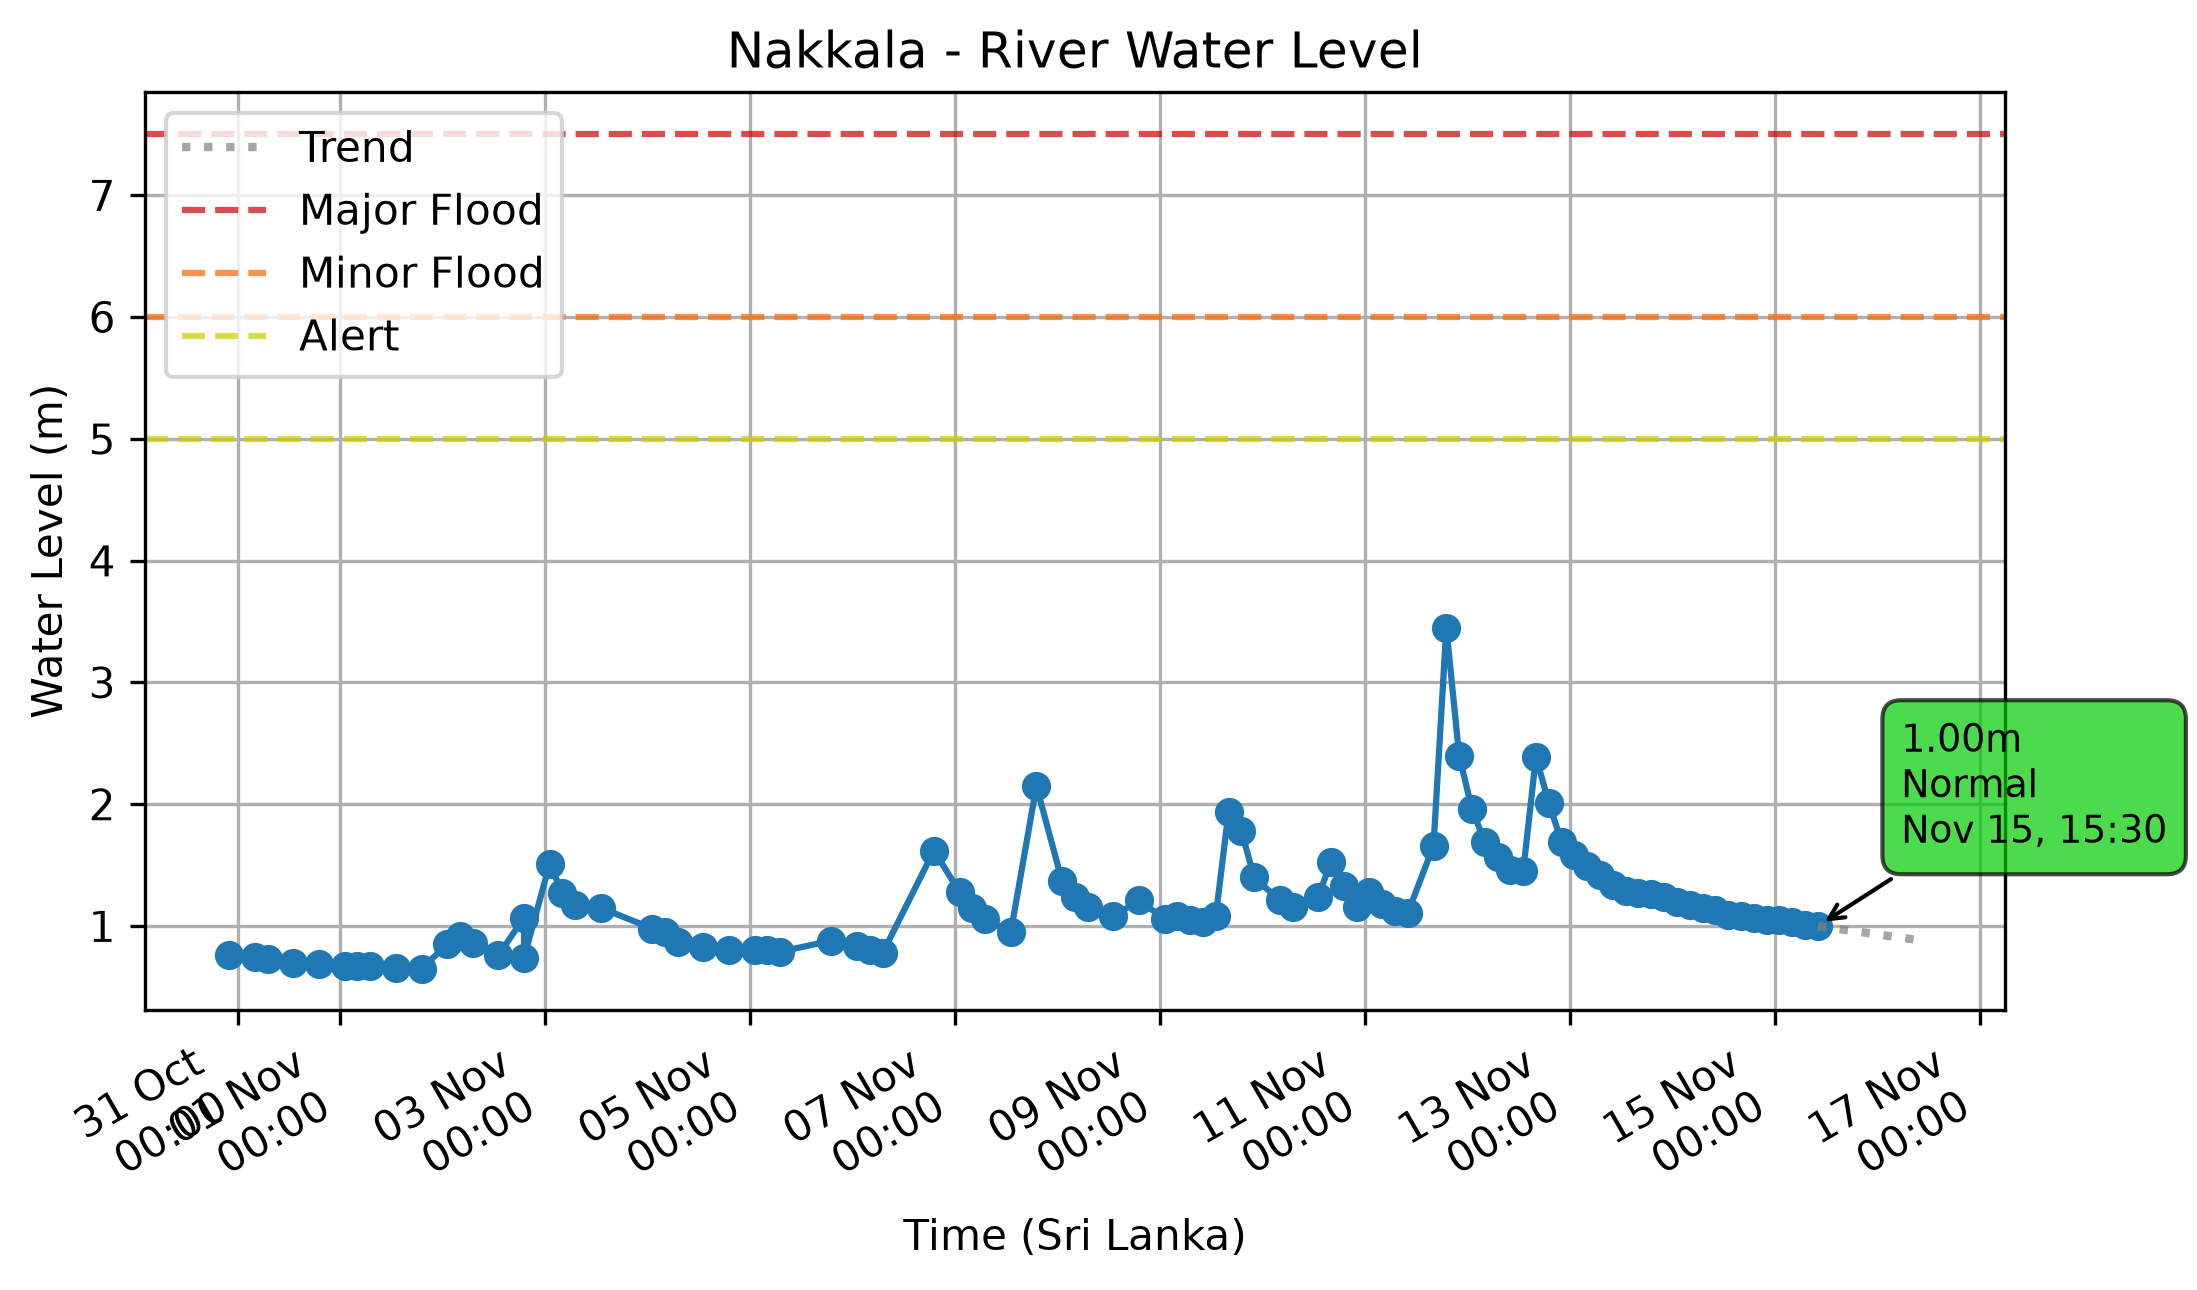 Nakkala - River Water Level
Trend
Major Flood
Minor Flood
Alert
Water Level (m)
7
6
5
4
3
2
1
1.00m
Normal
Nov 15, 15:30
31 Oct
00:00
01 Nov
00:00
03 Nov
00:00
05 Nov
00:00
07 Nov
00:00
09 Nov
00:00
11 Nov
00:00
13 Nov
00:00
15 Nov
00:00
17 Nov
00:00
Time (Sri Lanka)